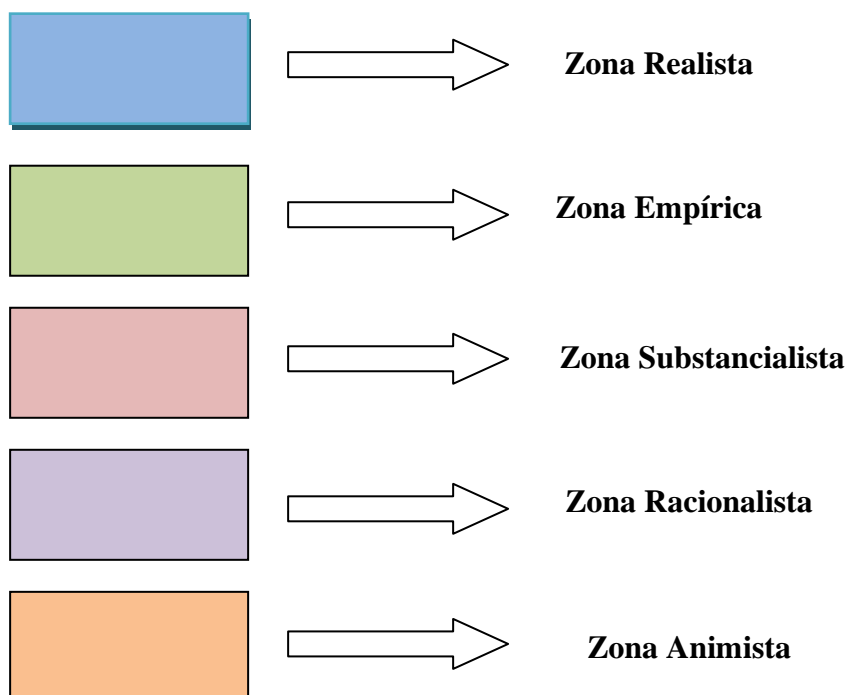 Zona Realista
Zona Empírica
Zona Substancialista
Zona Racionalista
Zona Animista